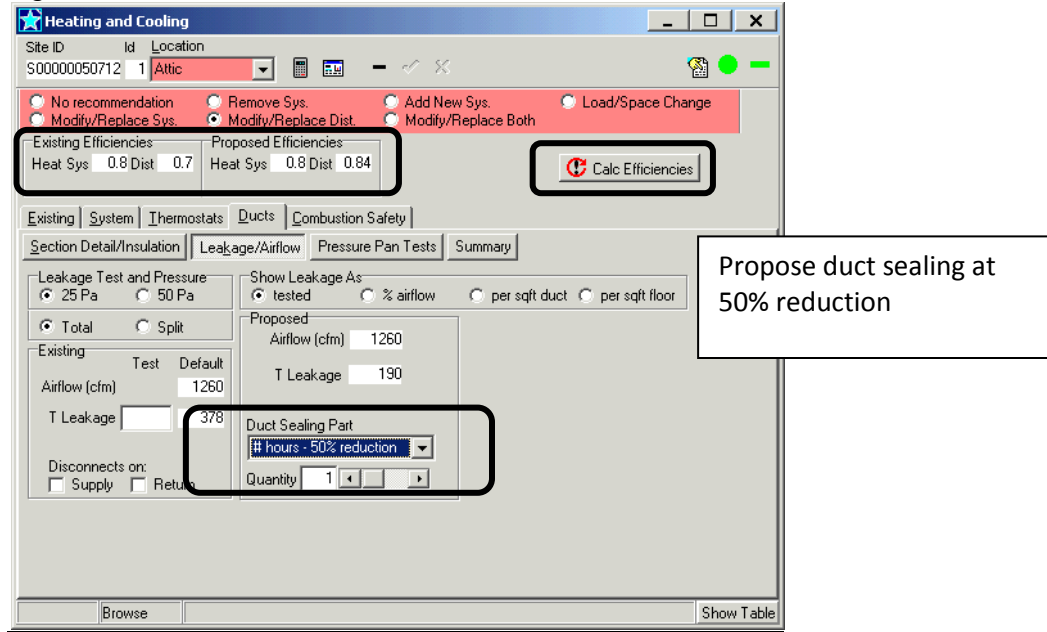 Heating and Cooling
Site ID Id Location
S00000050712 1 Attic
No recommendation Remove Sys. Add New Sys. Load/Space Change
Modify/Replace Sys. Modify/Replace Dist. Modify/Replace Both
Existing Efficiencies Proposed Efficiencies
Heat Sys 0.8 Dist 0.7 Heat Sys 0.8 Dist 0.84
Calc Efficiencies
Existing System Thermostats Ducts Combustion Safety
Section Detail/Insulation Leakage/Airflow Pressure Pan Tests Summary
Propose duct sealing at
50% reduction
Leakage Test and Pressure
25 Pa 50 Pa
Total Split
Show Leakage As
tested % airflow per sqft duct per sqft floor
Existing
Test Default
Airflow (cfm) 1260
T Leakage 378
Disconnects on:
Supply Return
Proposed
Airflow (cfm) 1260
T Leakage 190
Duct Sealing Part
# hours - 50% reduction
Quantity 1
Browse Show Table